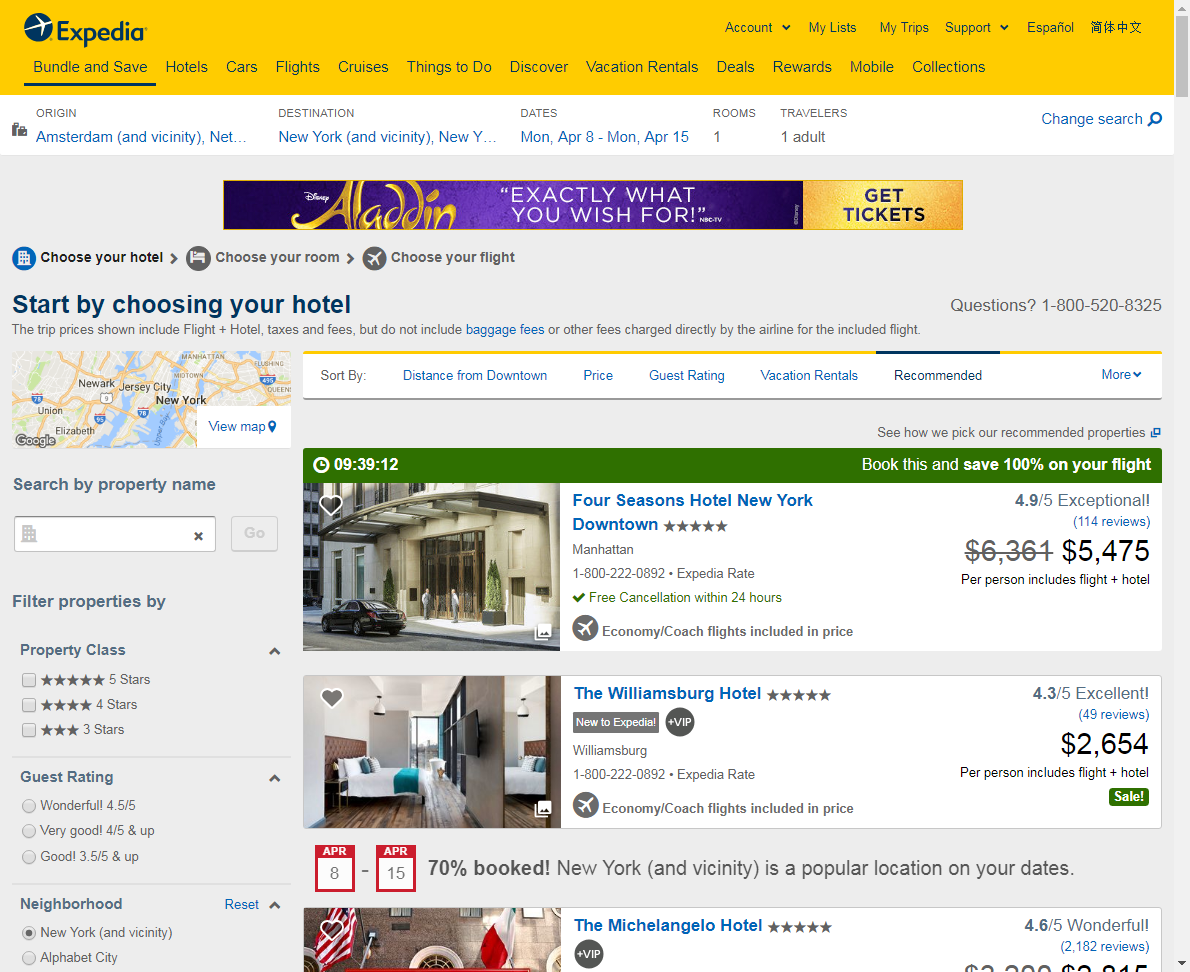 Expedia
Account My Lists My Trips Support Español 简体中文
Bundle and Save Hotels Cars Flights Cruises Things to Do Discover Vacation Rentals Deals Rewards Mobile Collections
ORIGIN DESTINATION DATES ROOMS TRAVELERS
Amsterdam (and vicinity), Net… New York (and vicinity), New Y… Mon, Apr 8 - Mon, Apr 15 1 1 adult
Change search
Disney Aladdin "EXACTLY WHAT YOU WISH FOR!" NBC-TV ©Disney GET TICKETS
Choose your hotel Choose your room Choose your flight
Start by choosing your hotel
Questions? 1-800-520-8325
The trip prices shown include Flight + Hotel, taxes and fees, but do not include baggage fees or other fees charged directly by the airline for the included flight.
MANHATTAN
FLUSHING
MIDTOWN
Newark
Jersey City
495
QUEENS
9
78
New York
Union
78
95
Elizabeth
Upper Bay
Google
View map
Search by property name
Go
Filter properties by
Property Class
5 Stars
4 Stars
3 Stars
Guest Rating
Wonderful! 4.5/5
Very good! 4/5 & up
Good! 3.5/5 & up
Neighborhood Reset
New York (and vicinity)
Alphabet City
Sort By: Distance from Downtown Price Guest Rating Vacation Rentals Recommended More
See how we pick our recommended properties
09:39:12 Book this and save 100% on your flight
Four Seasons Hotel New York
Downtown
Manhattan
1-800-222-0892 • Expedia Rate
Free Cancellation within 24 hours
Economy/Coach flights included in price
4.9/5 Exceptional!
(114 reviews)
$6,361 $5,475
Per person includes flight + hotel
The Williamsburg Hotel
New to Expedia! +VIP
Williamsburg
1-800-222-0892 • Expedia Rate
Economy/Coach flights included in price
4.3/5 Excellent!
(49 reviews)
$2,654
Per person includes flight + hotel
Sale!
APR 8 - APR 15 70% booked! New York (and vicinity) is a popular location on your dates.
The Michelangelo Hotel
+VIP
4.6/5 Wonderful!
(2,182 reviews)